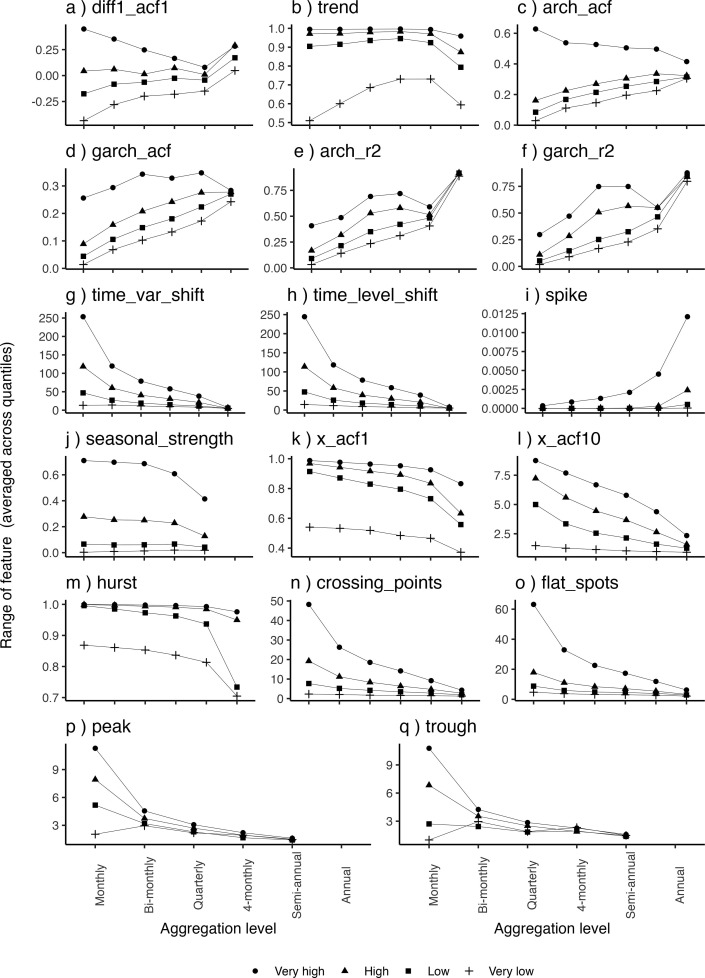 a ) diff1_acf1
b ) trend
c ) arch_acf
0.25
0.00
-0.25
1.0
0.9
0.8
0.7
0.6
0.5
0.6
0.4
0.2
0.0
d ) garch_acf
e ) arch_r2
f ) garch_r2
0.3
0.2
0.1
0.0
0.75
0.50
0.25
0.00
0.75
0.50
0.25
0.00
g ) time_var_shift
h ) time_level_shift
i ) spike
250
200
150
100
50
0
250
200
150
100
50
0
0.0125
0.0100
0.0075
0.0050
0.0025
0.0000
j ) seasonal_strength
k ) x_acf1
l ) x_acf10
0.6
0.4
0.2
0.0
1.0
0.8
0.6
0.4
7.5
5.0
2.5
m ) hurst
n ) crossing_points
o ) flat_spots
1.0
0.9
0.8
0.7
50
40
30
20
10
0
60
40
20
0
p ) peak
q ) trough
9
6
3
9
6
3
Monthly
Bi-monthly
Quarterly
4-monthly
Semi-annual
Annual
Monthly
Bi-monthly
Quarterly
4-monthly
Semi-annual
Annual
Aggregation level
Aggregation level
Range of feature (averaged across quantiles)
Very high
High
Low
Very low